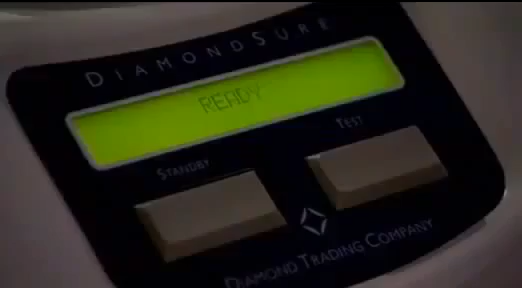 DIAMONDSURE
READY
STANDBY
TEST
DIAMOND TRADING COMPANY